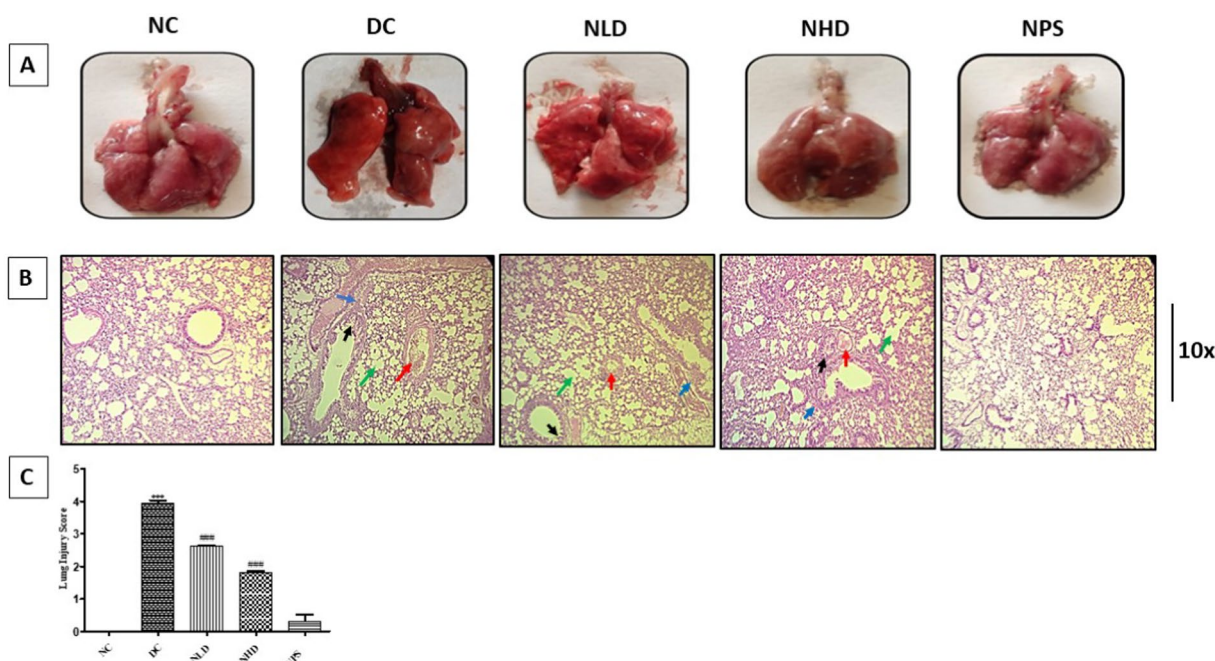 NC DC NLD NHD NPS
A
B
10x
C
Lung Injury Score
5
4
3
2
1
0
***
###
###
NC DC NLD NHD NPS